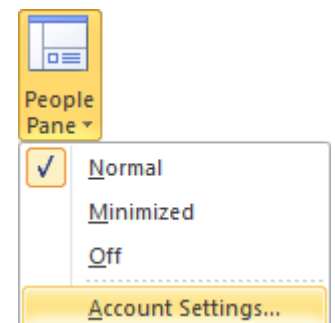 People
Pane
Normal
Minimized
Off
Account Settings...